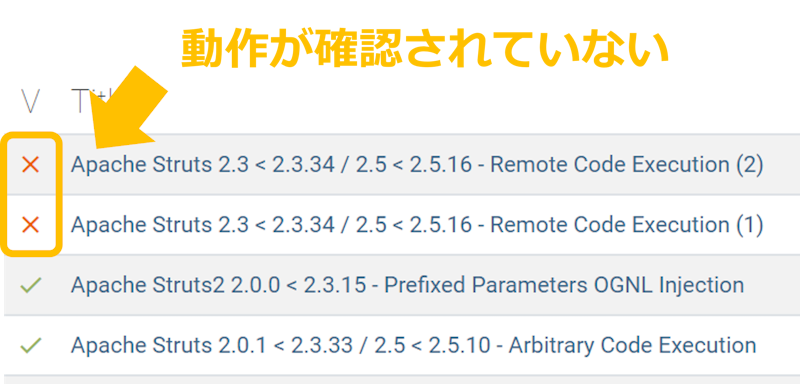 動作が確認されていない
V Titl
✕ Apache Struts 2.3 < 2.3.34 / 2.5 < 2.5.16 - Remote Code Execution (2)
✕ Apache Struts 2.3 < 2.3.34 / 2.5 < 2.5.16 - Remote Code Execution (1)
✓ Apache Struts2 2.0.0 < 2.3.15 - Prefixed Parameters OGNL Injection
✓ Apache Struts 2.0.1 < 2.3.33 / 2.5 < 2.5.10 - Arbitrary Code Execution